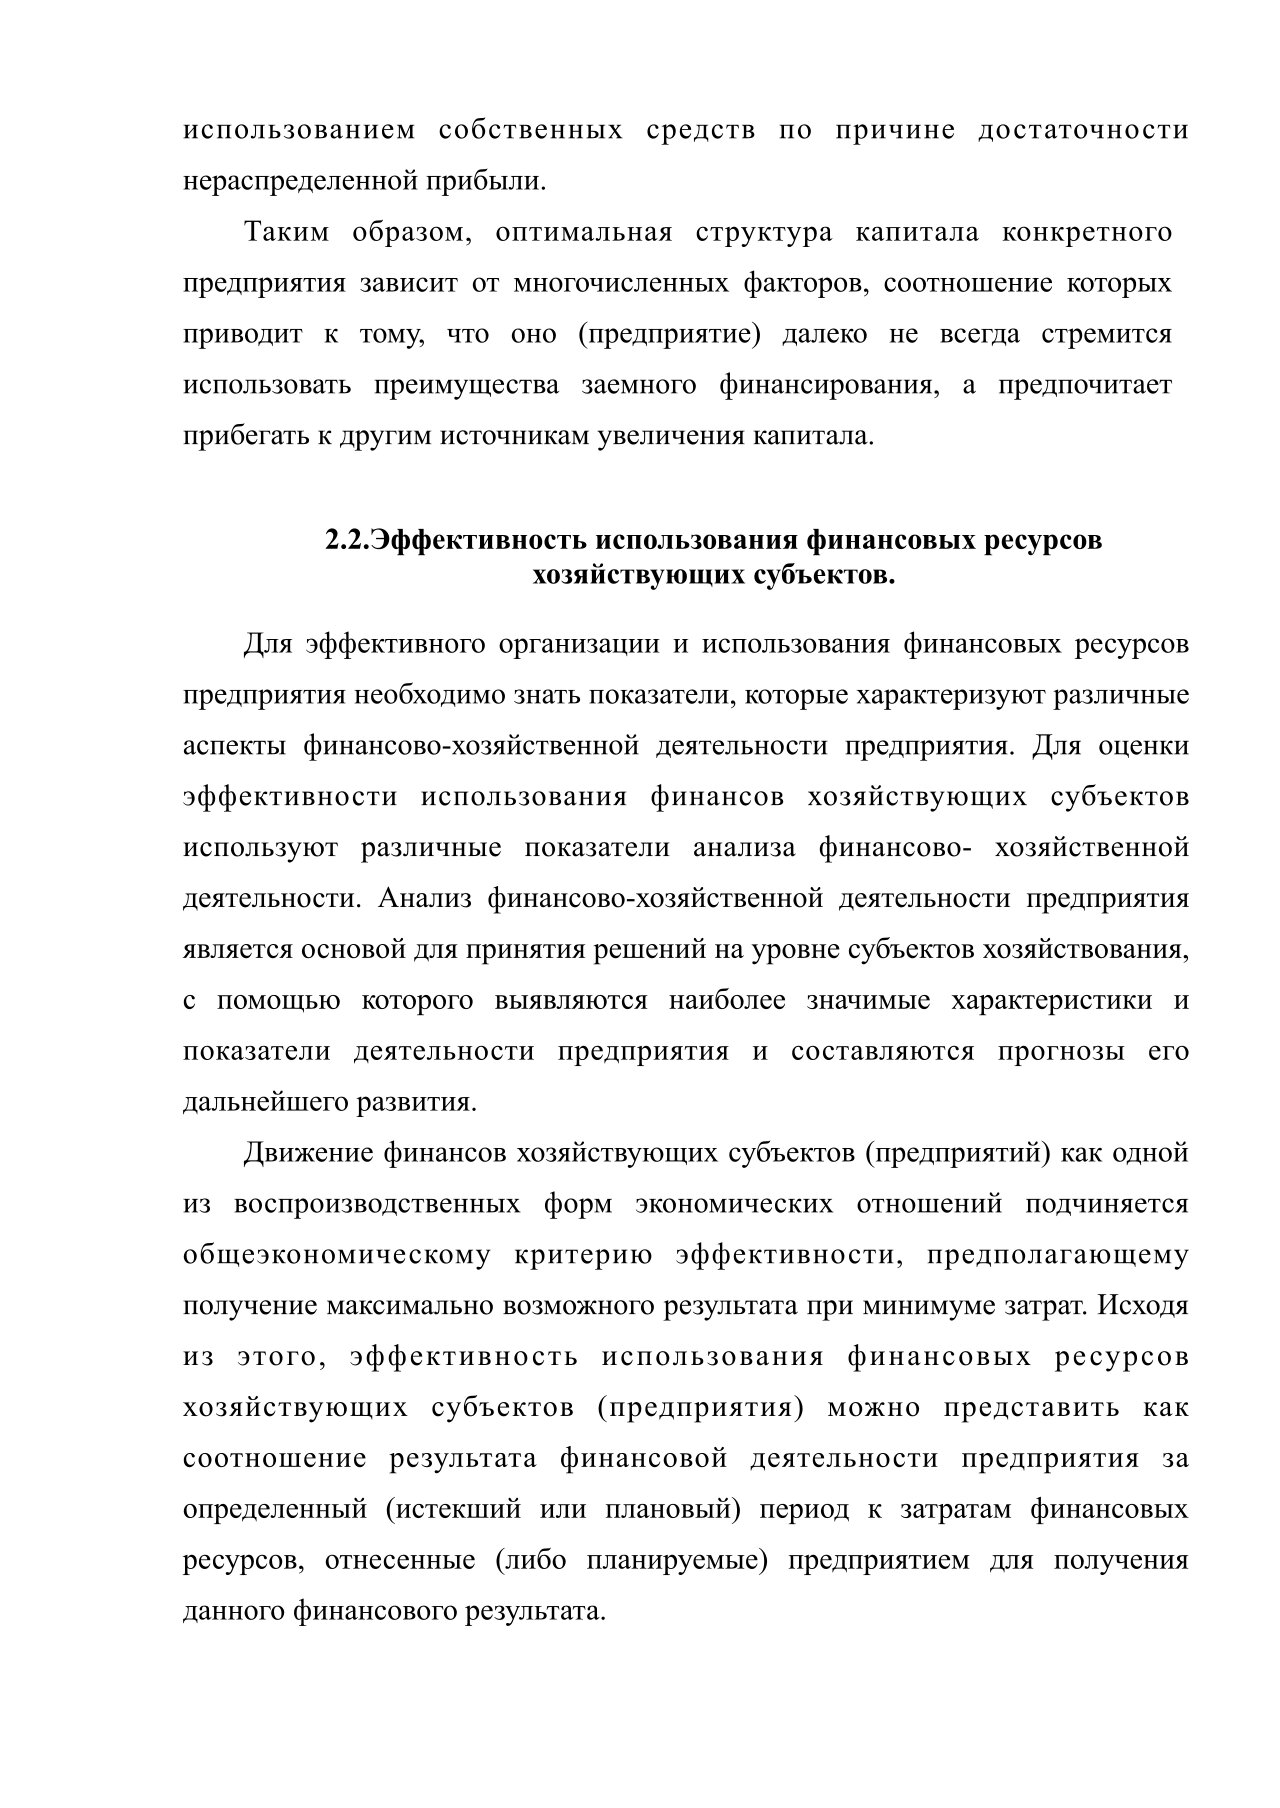 использованием собственных средств по причине достаточности
нераспределенной прибыли.
Таким образом, оптимальная структура капитала конкретного
предприятия зависит от многочисленных факторов, соотношение которых
приводит к тому, что оно (предприятие) далеко не всегда стремится
использовать преимущества заемного финансирования, а предпочитает
прибегать к другим источникам увеличения капитала.
2.2.Эффективность использования финансовых ресурсов
хозяйствующих субъектов.
Для эффективного организации и использования финансовых ресурсов
предприятия необходимо знать показатели, которые характеризуют различные
аспекты финансово-хозяйственной деятельности предприятия. Для оценки
эффективности использования финансов хозяйствующих субъектов
используют различные показатели анализа финансово- хозяйственной
деятельности. Анализ финансово-хозяйственной деятельности предприятия
является основой для принятия решений на уровне субъектов хозяйствования,
с помощью которого выявляются наиболее значимые характеристики и
показатели деятельности предприятия и составляются прогнозы его
дальнейшего развития.
Движение финансов хозяйствующих субъектов (предприятий) как одной
из воспроизводственных форм экономических отношений подчиняется
общеэкономическому критерию эффективности, предполагающему
получение максимально возможного результата при минимуме затрат. Исходя
из этого, эффективность использования финансовых ресурсов
хозяйствующих субъектов (предприятия) можно представить как
соотношение результата финансовой деятельности предприятия за
определенный (истекший или плановый) период к затратам финансовых
ресурсов, отнесенные (либо планируемые) предприятием для получения
данного финансового результата.